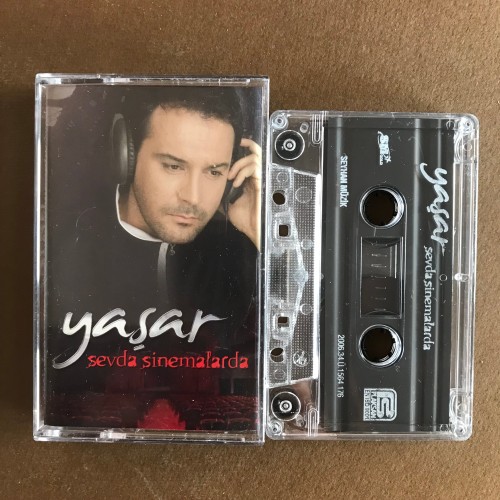 yaşar
sevda sinemalarda
SEYHAN MÜZİK
yaşar
sevda sinemalarda
2006.34.Ü.1564.176